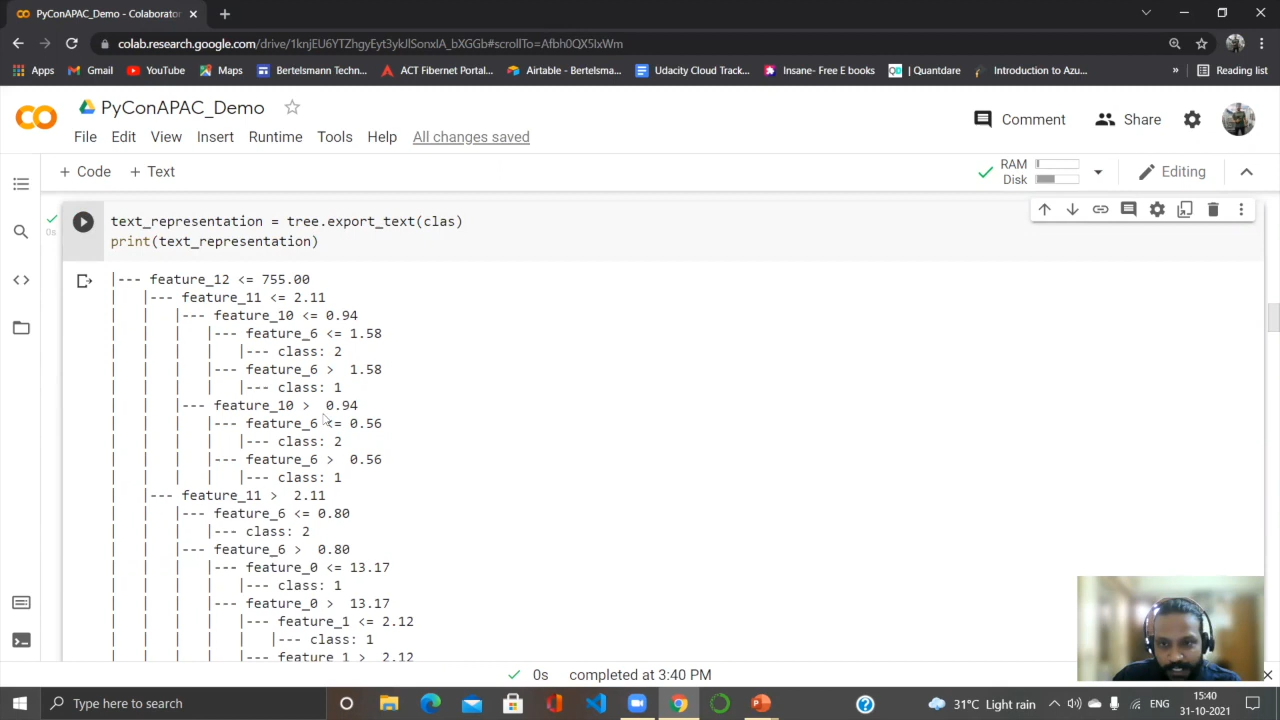 PyConAPAC_Demo - Colaborator
colab.research.google.com/drive/1knjEU6YTZhgyEyt3ykJlSonxlA_bXGGb#scrollTo=Afbh0QX5IxWm
Apps Gmail YouTube Maps Bertelsmann Techn... ACT Fibernet Portal... Airtable - Bertelsma... Udacity Cloud Track... Insane- Free E books QD Quantdare Introduction to Azu... » Reading list
PyConAPAC_Demo
Comment Share
File Edit View Insert Runtime Tools Help All changes saved
+ Code + Text RAM Disk Editing
0s
text_representation = tree.export_text(clas)
print(text_representation)
|--- feature_12 <= 755.00
|   |--- feature_11 <= 2.11
|   |   |--- feature_10 <= 0.94
|   |   |   |--- feature_6 <= 1.58
|   |   |   |   |--- class: 2
|   |   |   |--- feature_6 >  1.58
|   |   |   |   |--- class: 1
|   |   |--- feature_10 >  0.94
|   |   |   |--- feature_6 <= 0.56
|   |   |   |   |--- class: 2
|   |   |   |--- feature_6 >  0.56
|   |   |   |   |--- class: 1
|   |--- feature_11 >  2.11
|   |   |--- feature_6 <= 0.80
|   |   |   |--- class: 2
|   |   |--- feature_6 >  0.80
|   |   |   |--- feature_0 <= 13.17
|   |   |   |   |--- class: 1
|   |   |   |--- feature_0 >  13.17
|   |   |   |   |--- feature_1 <= 2.12
|   |   |   |   |   |--- class: 1
|   |   |   |   |--- feature_1 >  2.12
0s completed at 3:40 PM
Type here to search
31°C Light rain
ENG
15:40
31-10-2021